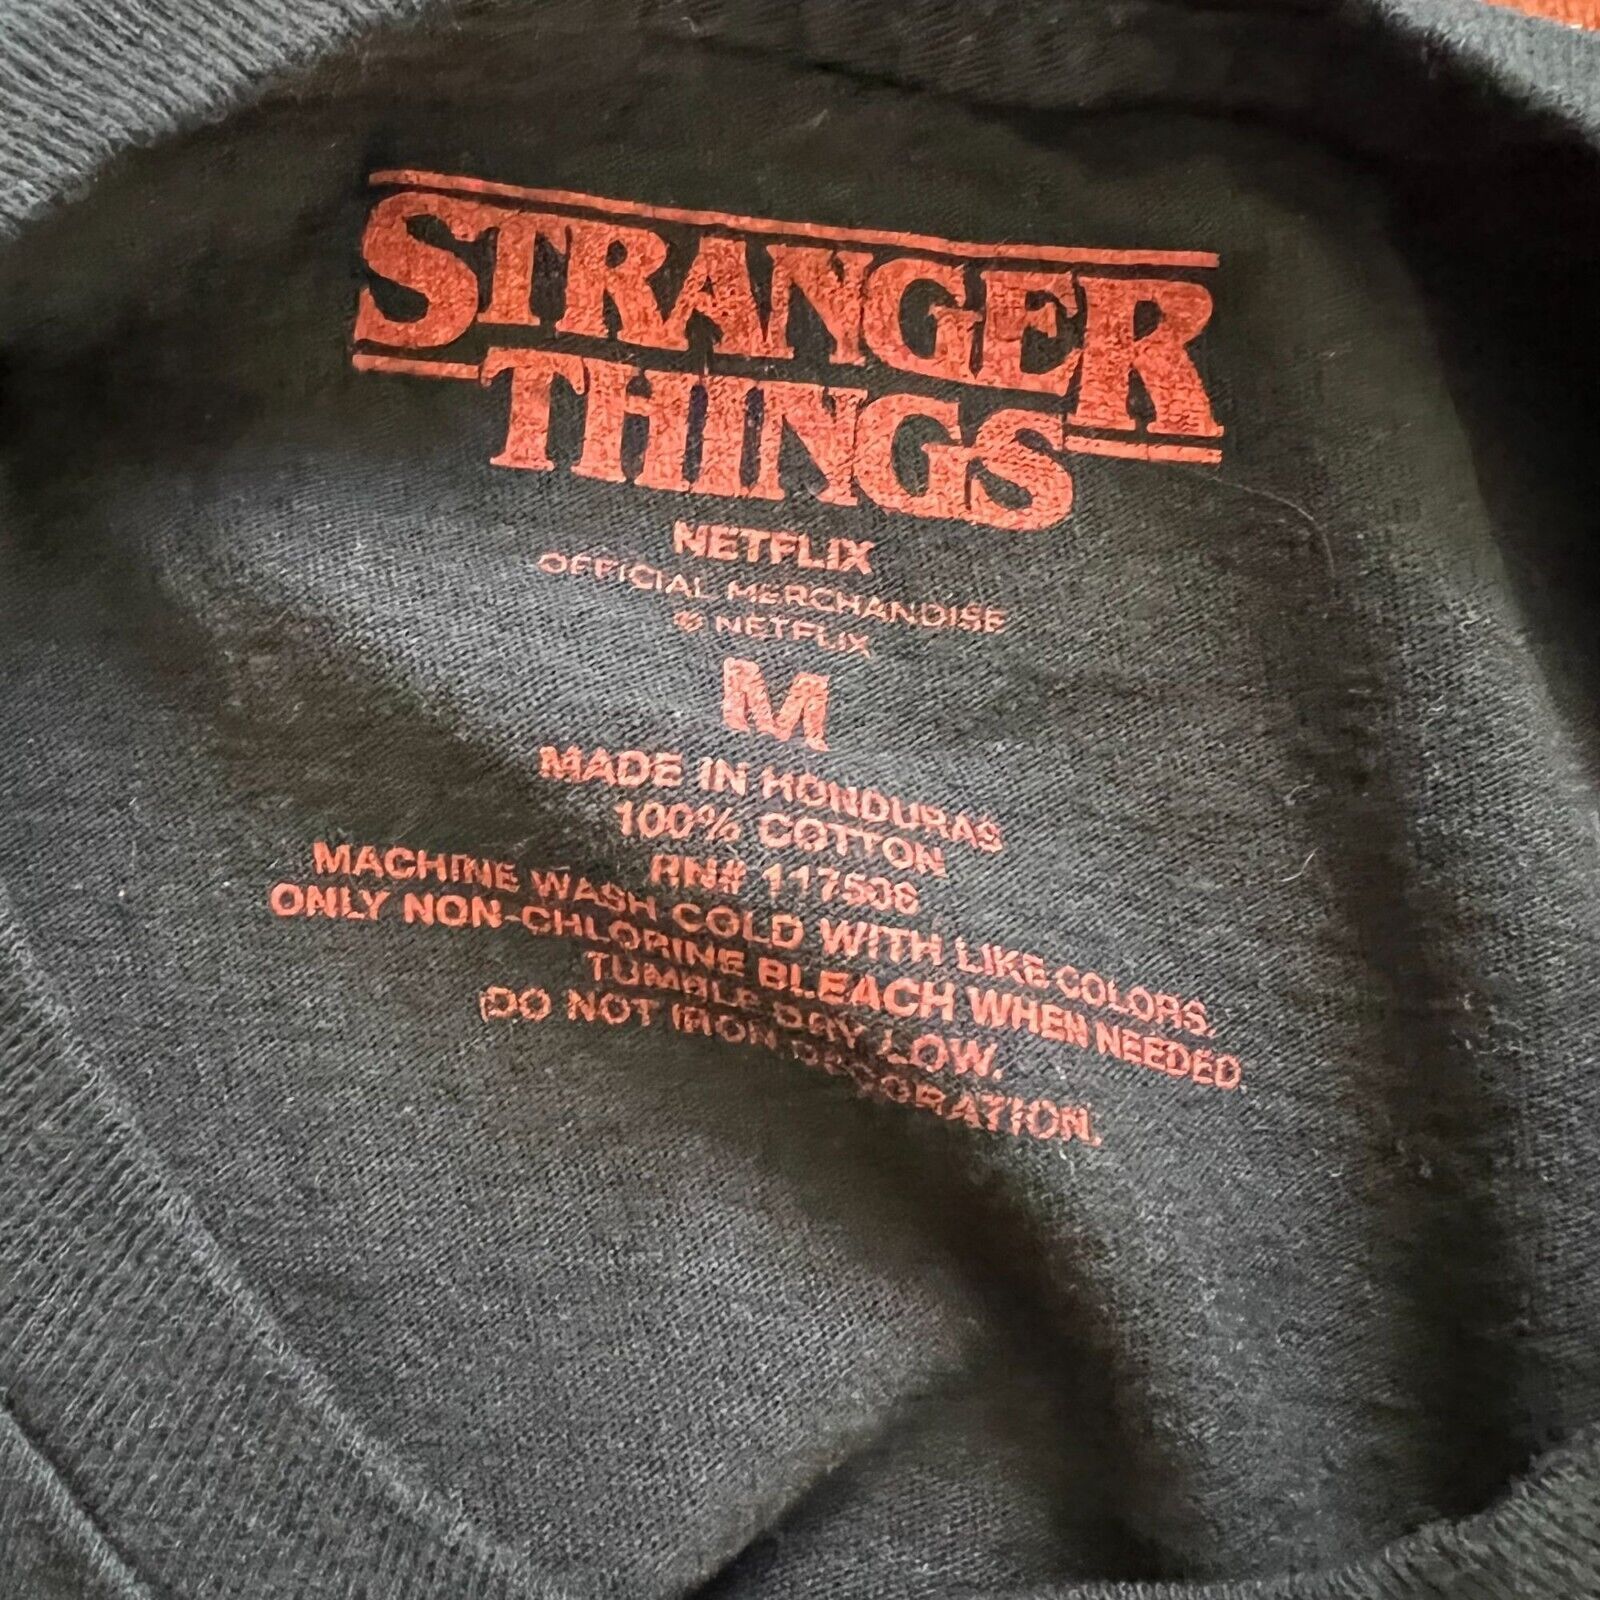 STRANGER
THINGS
NETFLIX
OFFICIAL MERCHANDISE
© NETFLIX
M
MADE IN HONDURAS
100% COTTON
RN# 117506
MACHINE WASH COLD WITH LIKE COLORS.
ONLY NON-CHLORINE BLEACH WHEN NEEDED.
TUMBLE DRY LOW.
DO NOT IRON DECORATION.